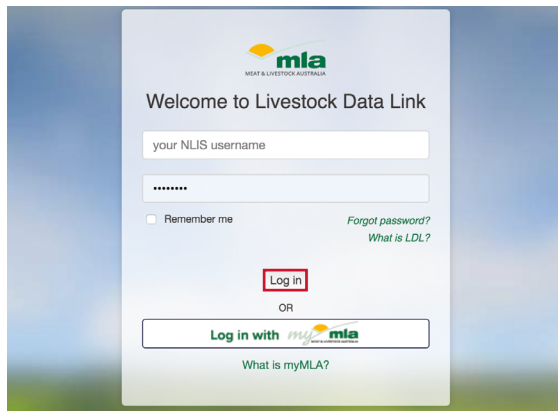 mla
MEAT & LIVESTOCK AUSTRALIA
Welcome to Livestock Data Link
your NLIS username
••••••••
Remember me
Forgot password?
What is LDL?
Log in
OR
Log in with my mla
MEAT & LIVESTOCK AUSTRALIA
What is myMLA?